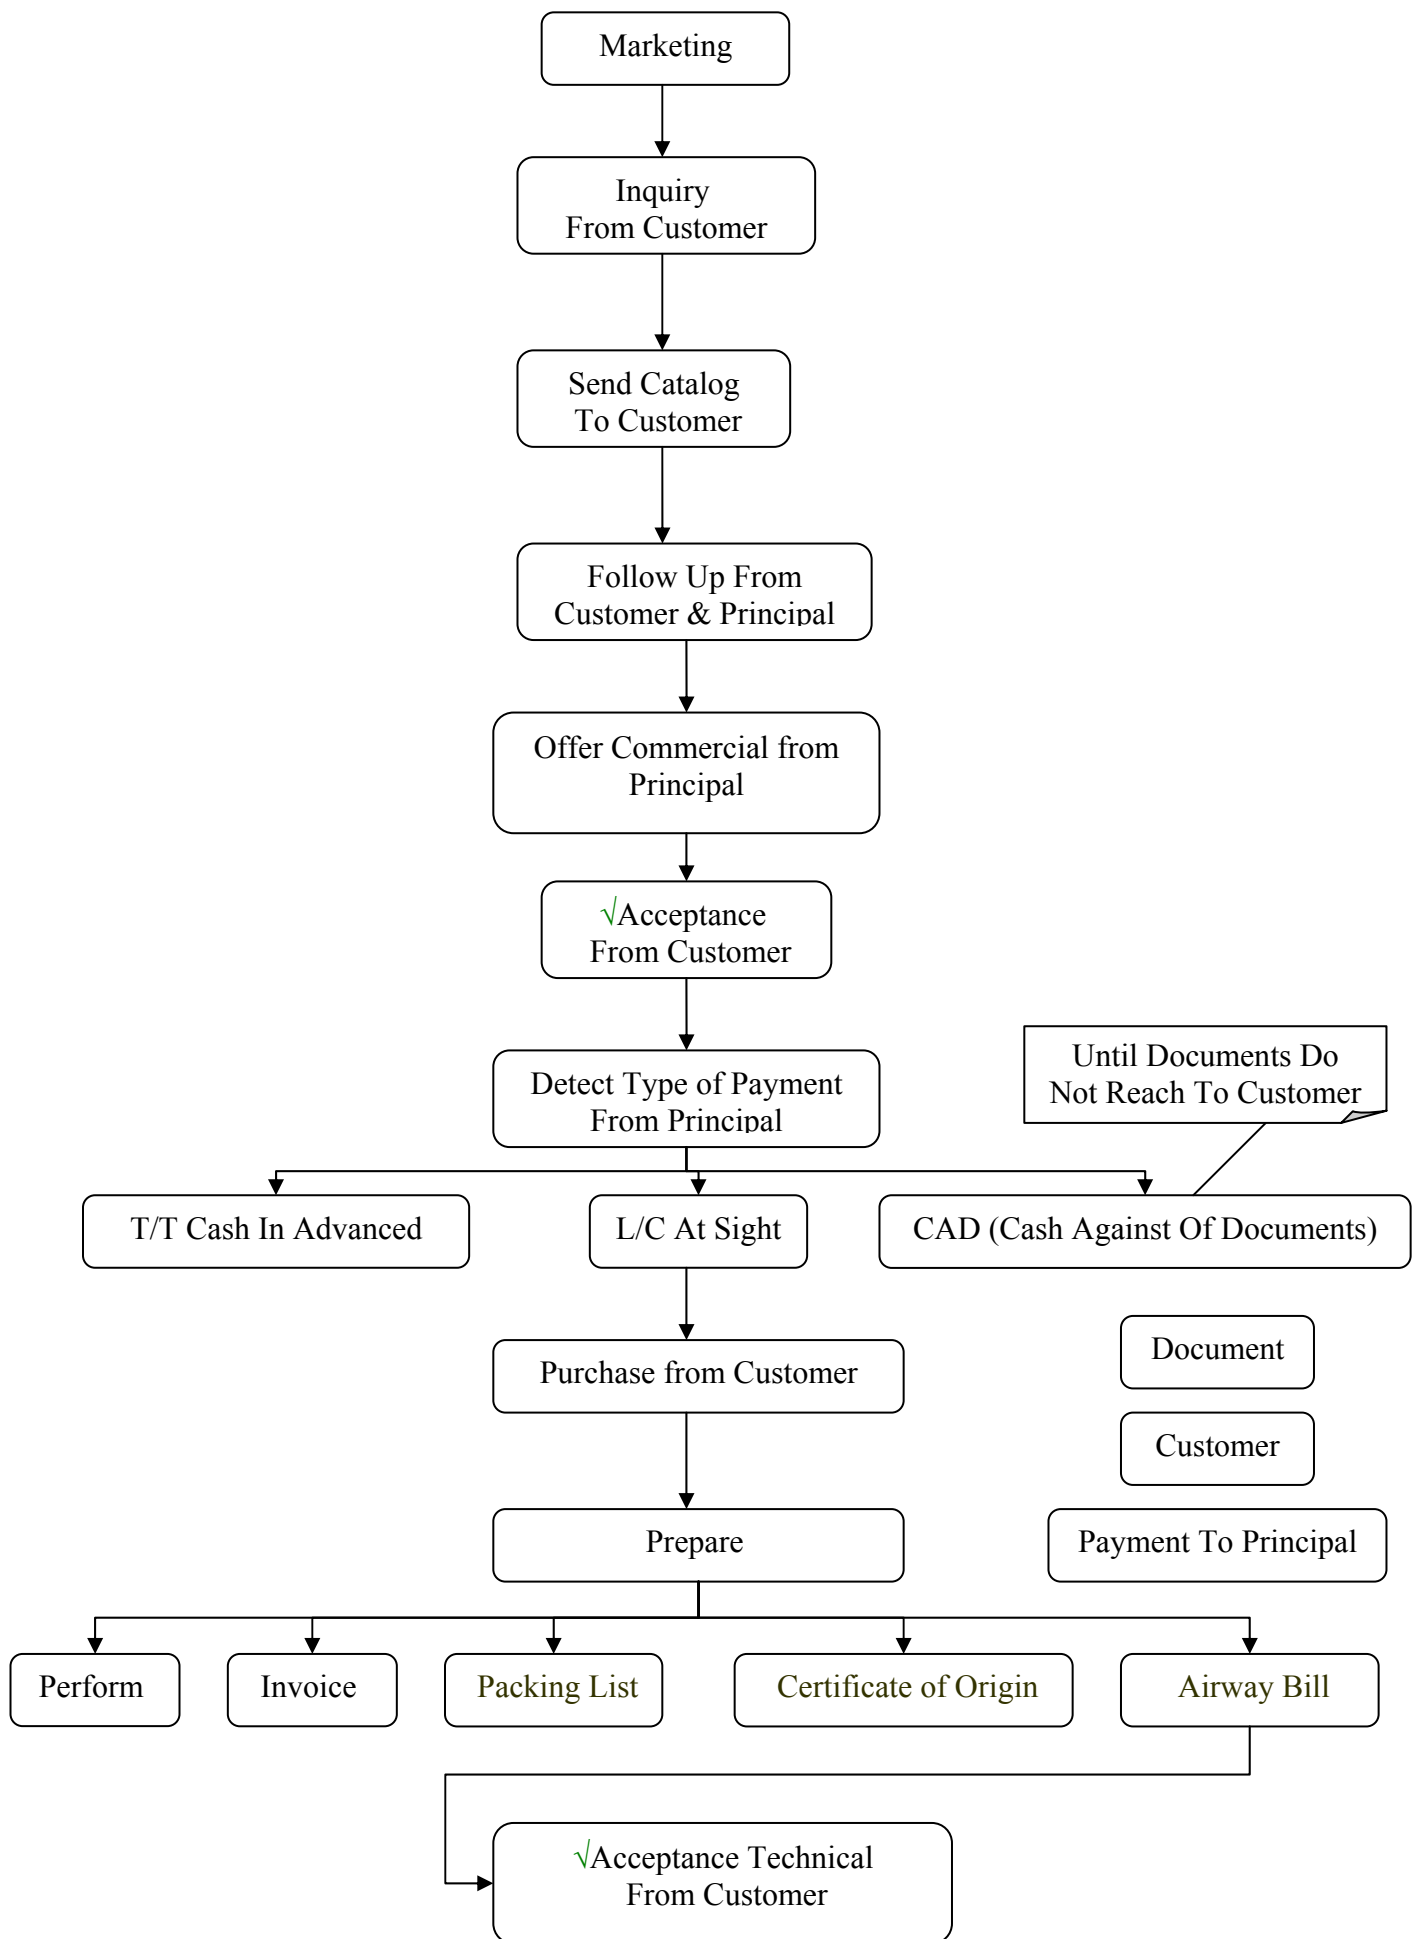 Marketing
Inquiry
From Customer
Send Catalog
To Customer
Follow Up From
Customer & Principal
Offer Commercial from
Principal
√Acceptance
From Customer
Detect Type of Payment
From Principal
Until Documents Do
Not Reach To Customer
T/T Cash In Advanced
L/C At Sight
CAD (Cash Against Of Documents)
Purchase from Customer
Document
Customer
Prepare
Payment To Principal
Perform
Invoice
Packing List
Certificate of Origin
Airway Bill
√Acceptance Technical
From Customer